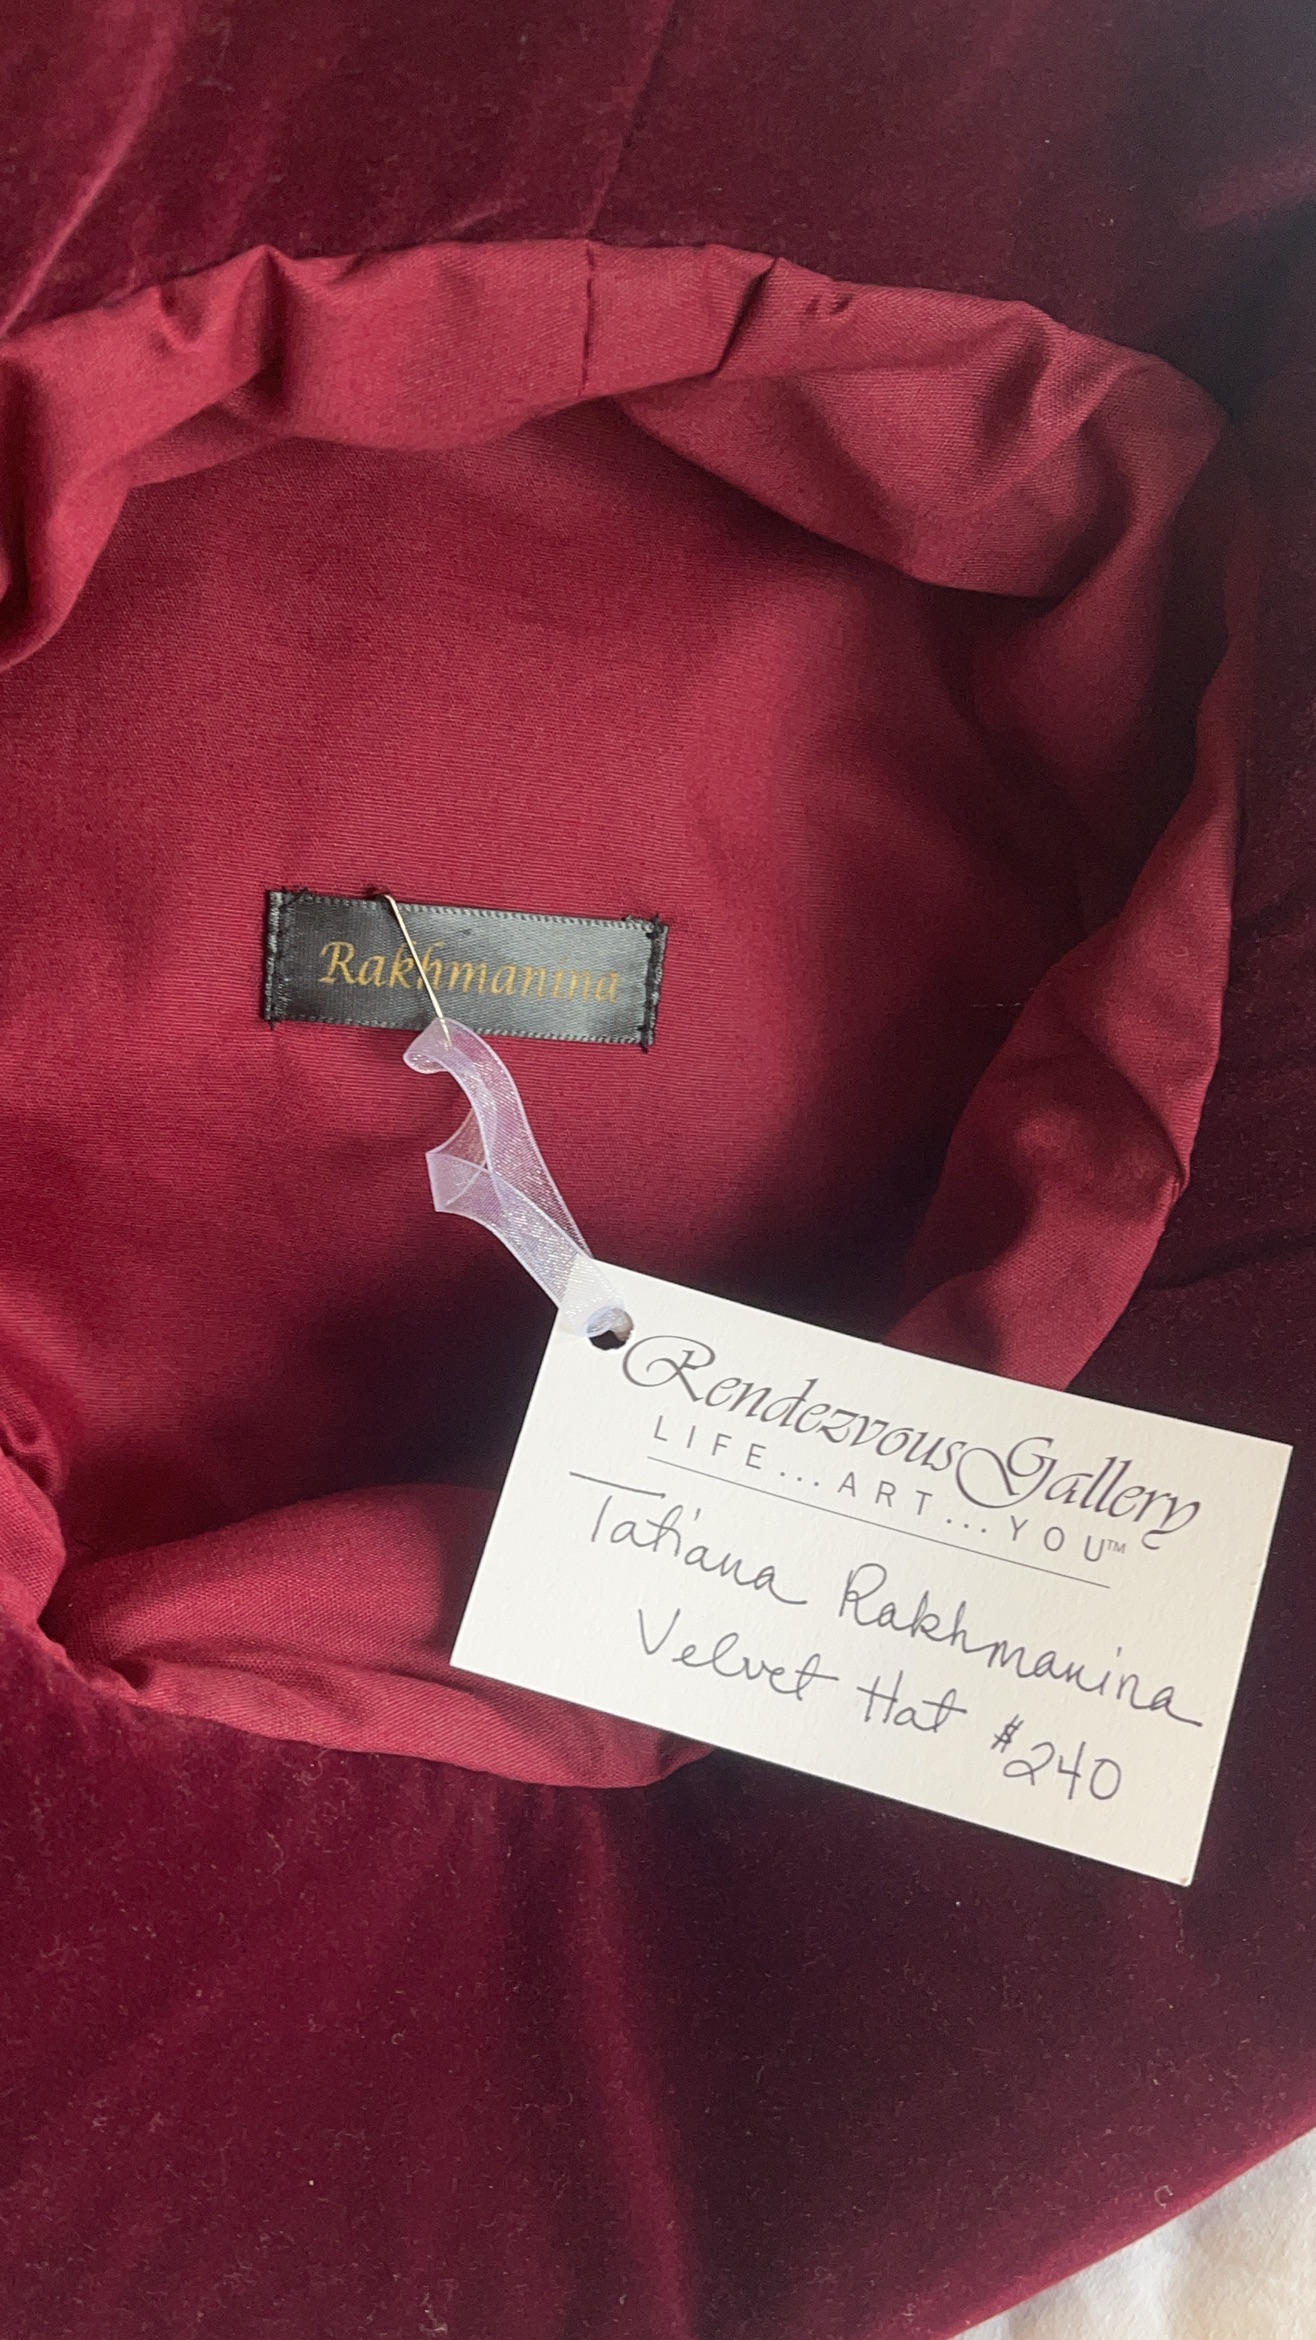 Rakhmanina
Rendezvous Gallery
LIFE...ART...YOU™
Tatiana Rakhmanina
Velvet Hat $240